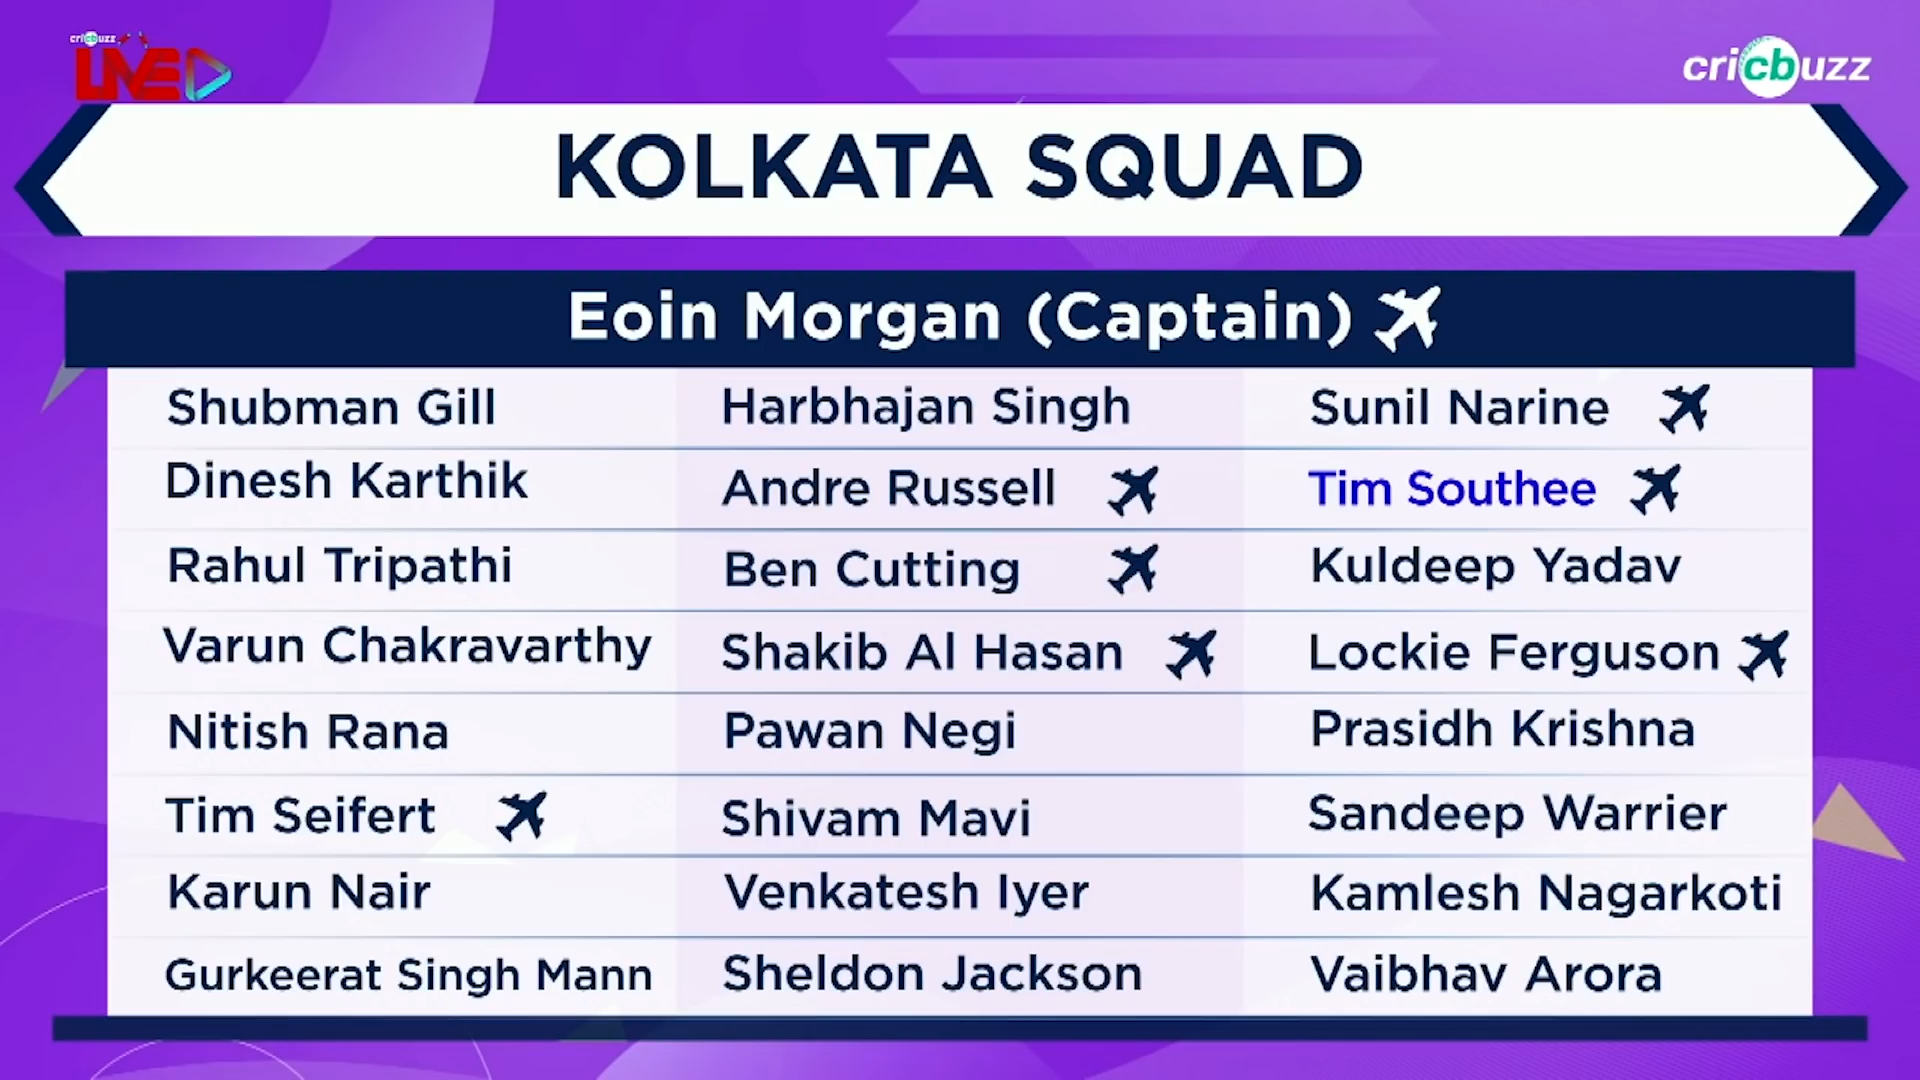 cricbuzz
LIVE
cricbuzz
KOLKATA SQUAD
Eoin Morgan (Captain)
Shubman Gill Harbhajan Singh Sunil Narine
Dinesh Karthik Andre Russell Tim Southee
Rahul Tripathi Ben Cutting Kuldeep Yadav
Varun Chakravarthy Shakib Al Hasan Lockie Ferguson
Nitish Rana Pawan Negi Prasidh Krishna
Tim Seifert Shivam Mavi Sandeep Warrier
Karun Nair Venkatesh Iyer Kamlesh Nagarkoti
Gurkeerat Singh Mann Sheldon Jackson Vaibhav Arora